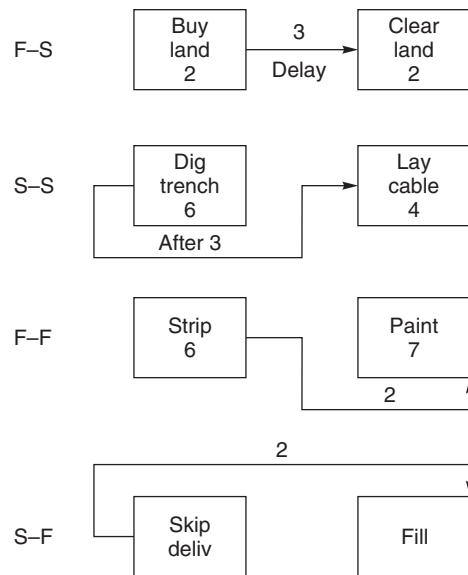 F–S
Buy
land
2
3
Delay
Clear
land
2
S–S
Dig
trench
6
After 3
Lay
cable
4
F–F
Strip
6
Paint
7
2
2
S–F
Skip
deliv
Fill